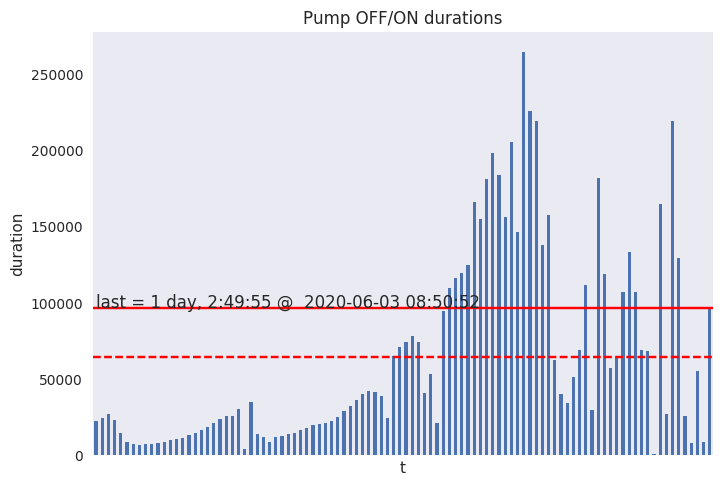 Pump OFF/ON durations
250000
200000
150000
100000
50000
0
duration
last = 1 day, 2:49:55 @  2020-06-03 08:50:52
t